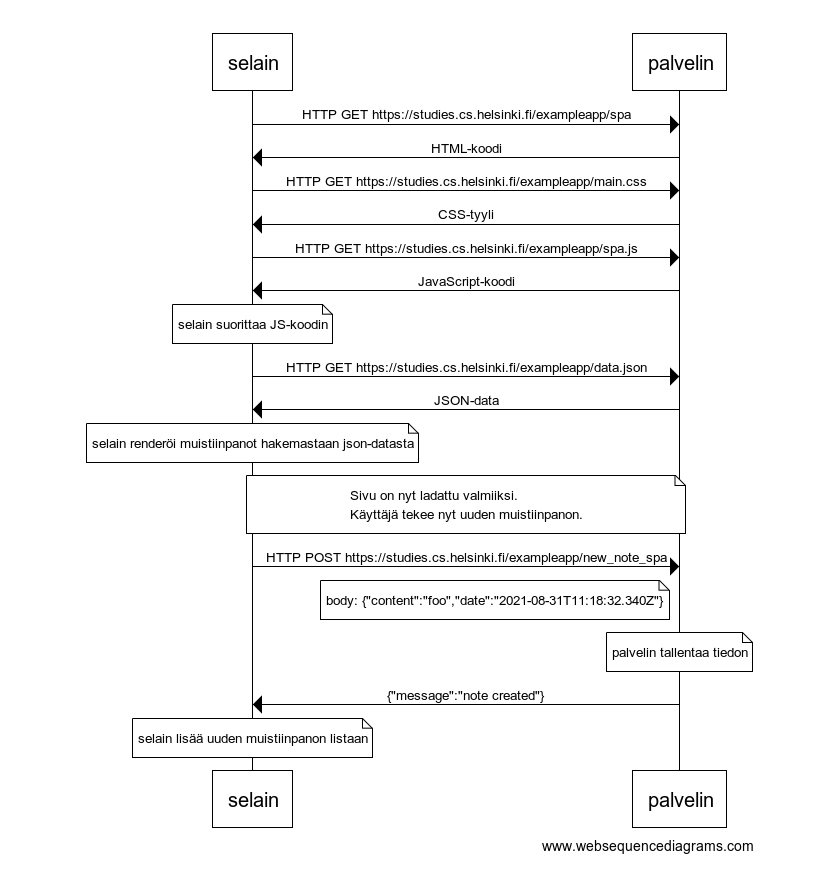 selain
palvelin
HTTP GET https://studies.cs.helsinki.fi/exampleapp/spa
HTML-koodi
HTTP GET https://studies.cs.helsinki.fi/exampleapp/main.css
CSS-tyyli
HTTP GET https://studies.cs.helsinki.fi/exampleapp/spa.js
JavaScript-koodi
selain suorittaa JS-koodin
HTTP GET https://studies.cs.helsinki.fi/exampleapp/data.json
JSON-data
selain renderöi muistiinpanot hakemastaan json-datasta
Sivu on nyt ladattu valmiiksi.
Käyttäjä tekee nyt uuden muistiinpanon.
HTTP POST https://studies.cs.helsinki.fi/exampleapp/new_note_spa
body: {"content":"foo","date":"2021-08-31T11:18:32.340Z"}
palvelin tallentaa tiedon
{"message":"note created"}
selain lisää uuden muistiinpanon listaan
selain
palvelin
www.websequencediagrams.com